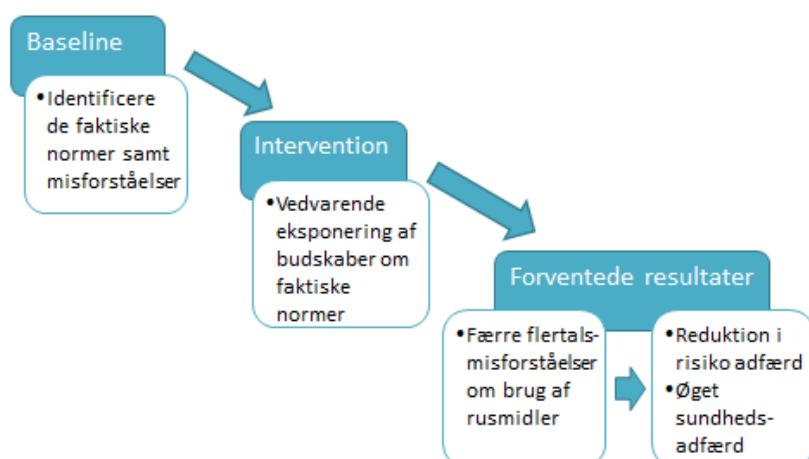 Baseline
•Identificere
de faktiske
normer samt
misforståelser
Intervention
•Vedvarende
eksponering af
budskaber om
faktiske
normer
Forventede resultater
•Færre flertals-
misforståelser
om brug af
rusmidler
•Reduktion i
risiko adfærd
•Øget
sundheds-
adfærd